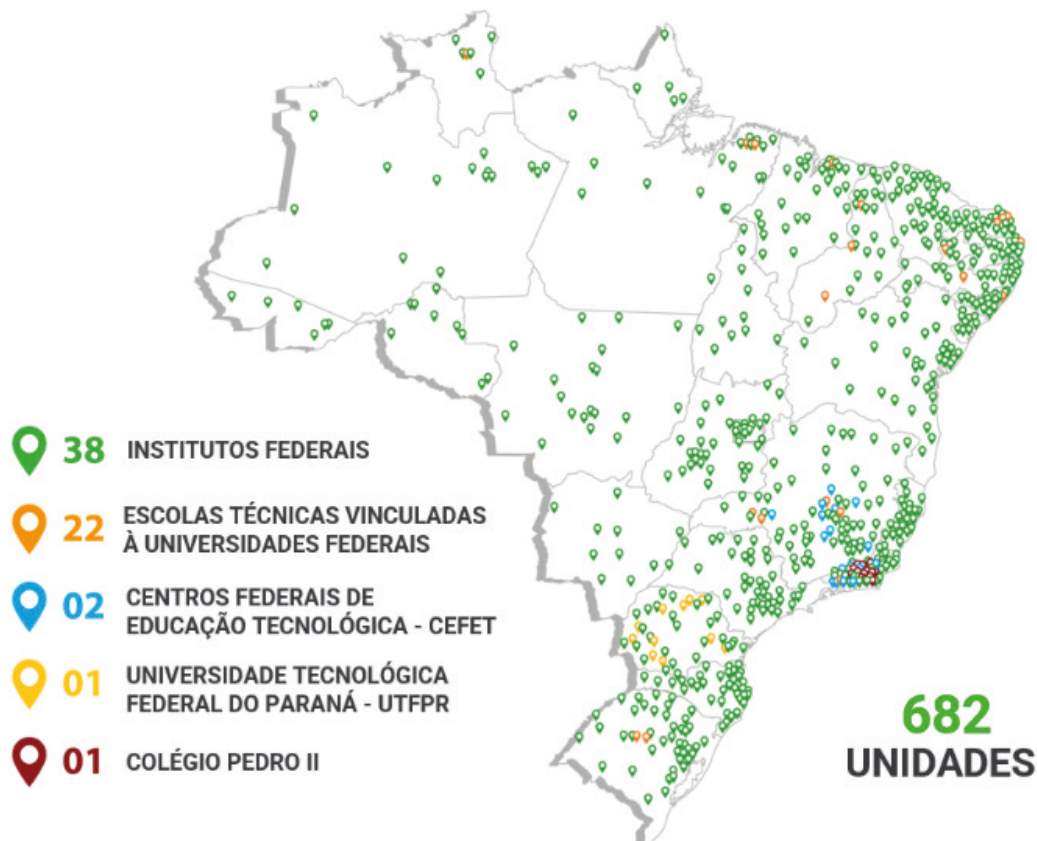 38 INSTITUTOS FEDERAIS
22 ESCOLAS TÉCNICAS VINCULADAS
À UNIVERSIDADES FEDERAIS
02 CENTROS FEDERAIS DE
EDUCAÇÃO TECNOLÓGICA - CEFET
01 UNIVERSIDADE TECNOLÓGICA
FEDERAL DO PARANÁ - UTFPR
01 COLÉGIO PEDRO II
682
UNIDADES